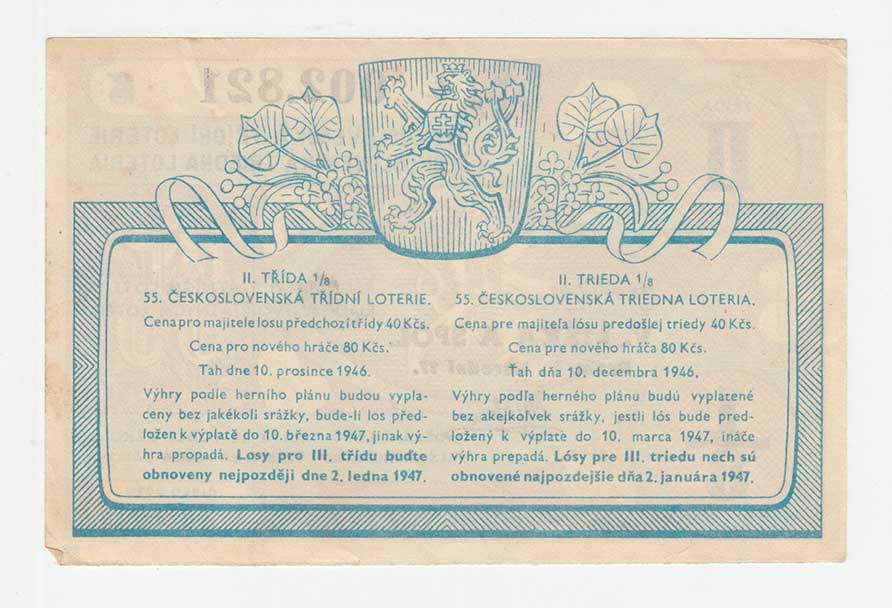 II. TŘÍDA 1/8
55. ČESKOSLOVENSKÁ TŘÍDNÍ LOTERIE.
Cena pro majitele losu předchozí třídy 40 Kčs.
Cena pro nového hráče 80 Kčs.
Tah dne 10. prosince 1946.
Výhry podle herního plánu budou vypla-
ceny bez jakékoli srážky, bude-li los před-
ložen k výplatě do 10. března 1947, jinak vý-
hra propadá. Losy pro III. třídu buďte
obnoveny nejpozději dne 2. ledna 1947.
II. TRIEDA 1/8
55. ČESKOSLOVENSKÁ TRIEDNA LOTERIA.
Cena pre majiteľa lósu predošlej triedy 40 Kčs.
Cena pre nového hráča 80 Kčs.
Ťah dňa 10. decembra 1946.
Výhry podľa herného plánu budú vyplatené
bez akejkoľvek srážky, jestli lós bude pred-
ložený k výplate do 10. marca 1947, ináče
výhra prepadá. Lósy pre III. triedu nech sú
obnovené najpozdejšie dňa 2. januára 1947.